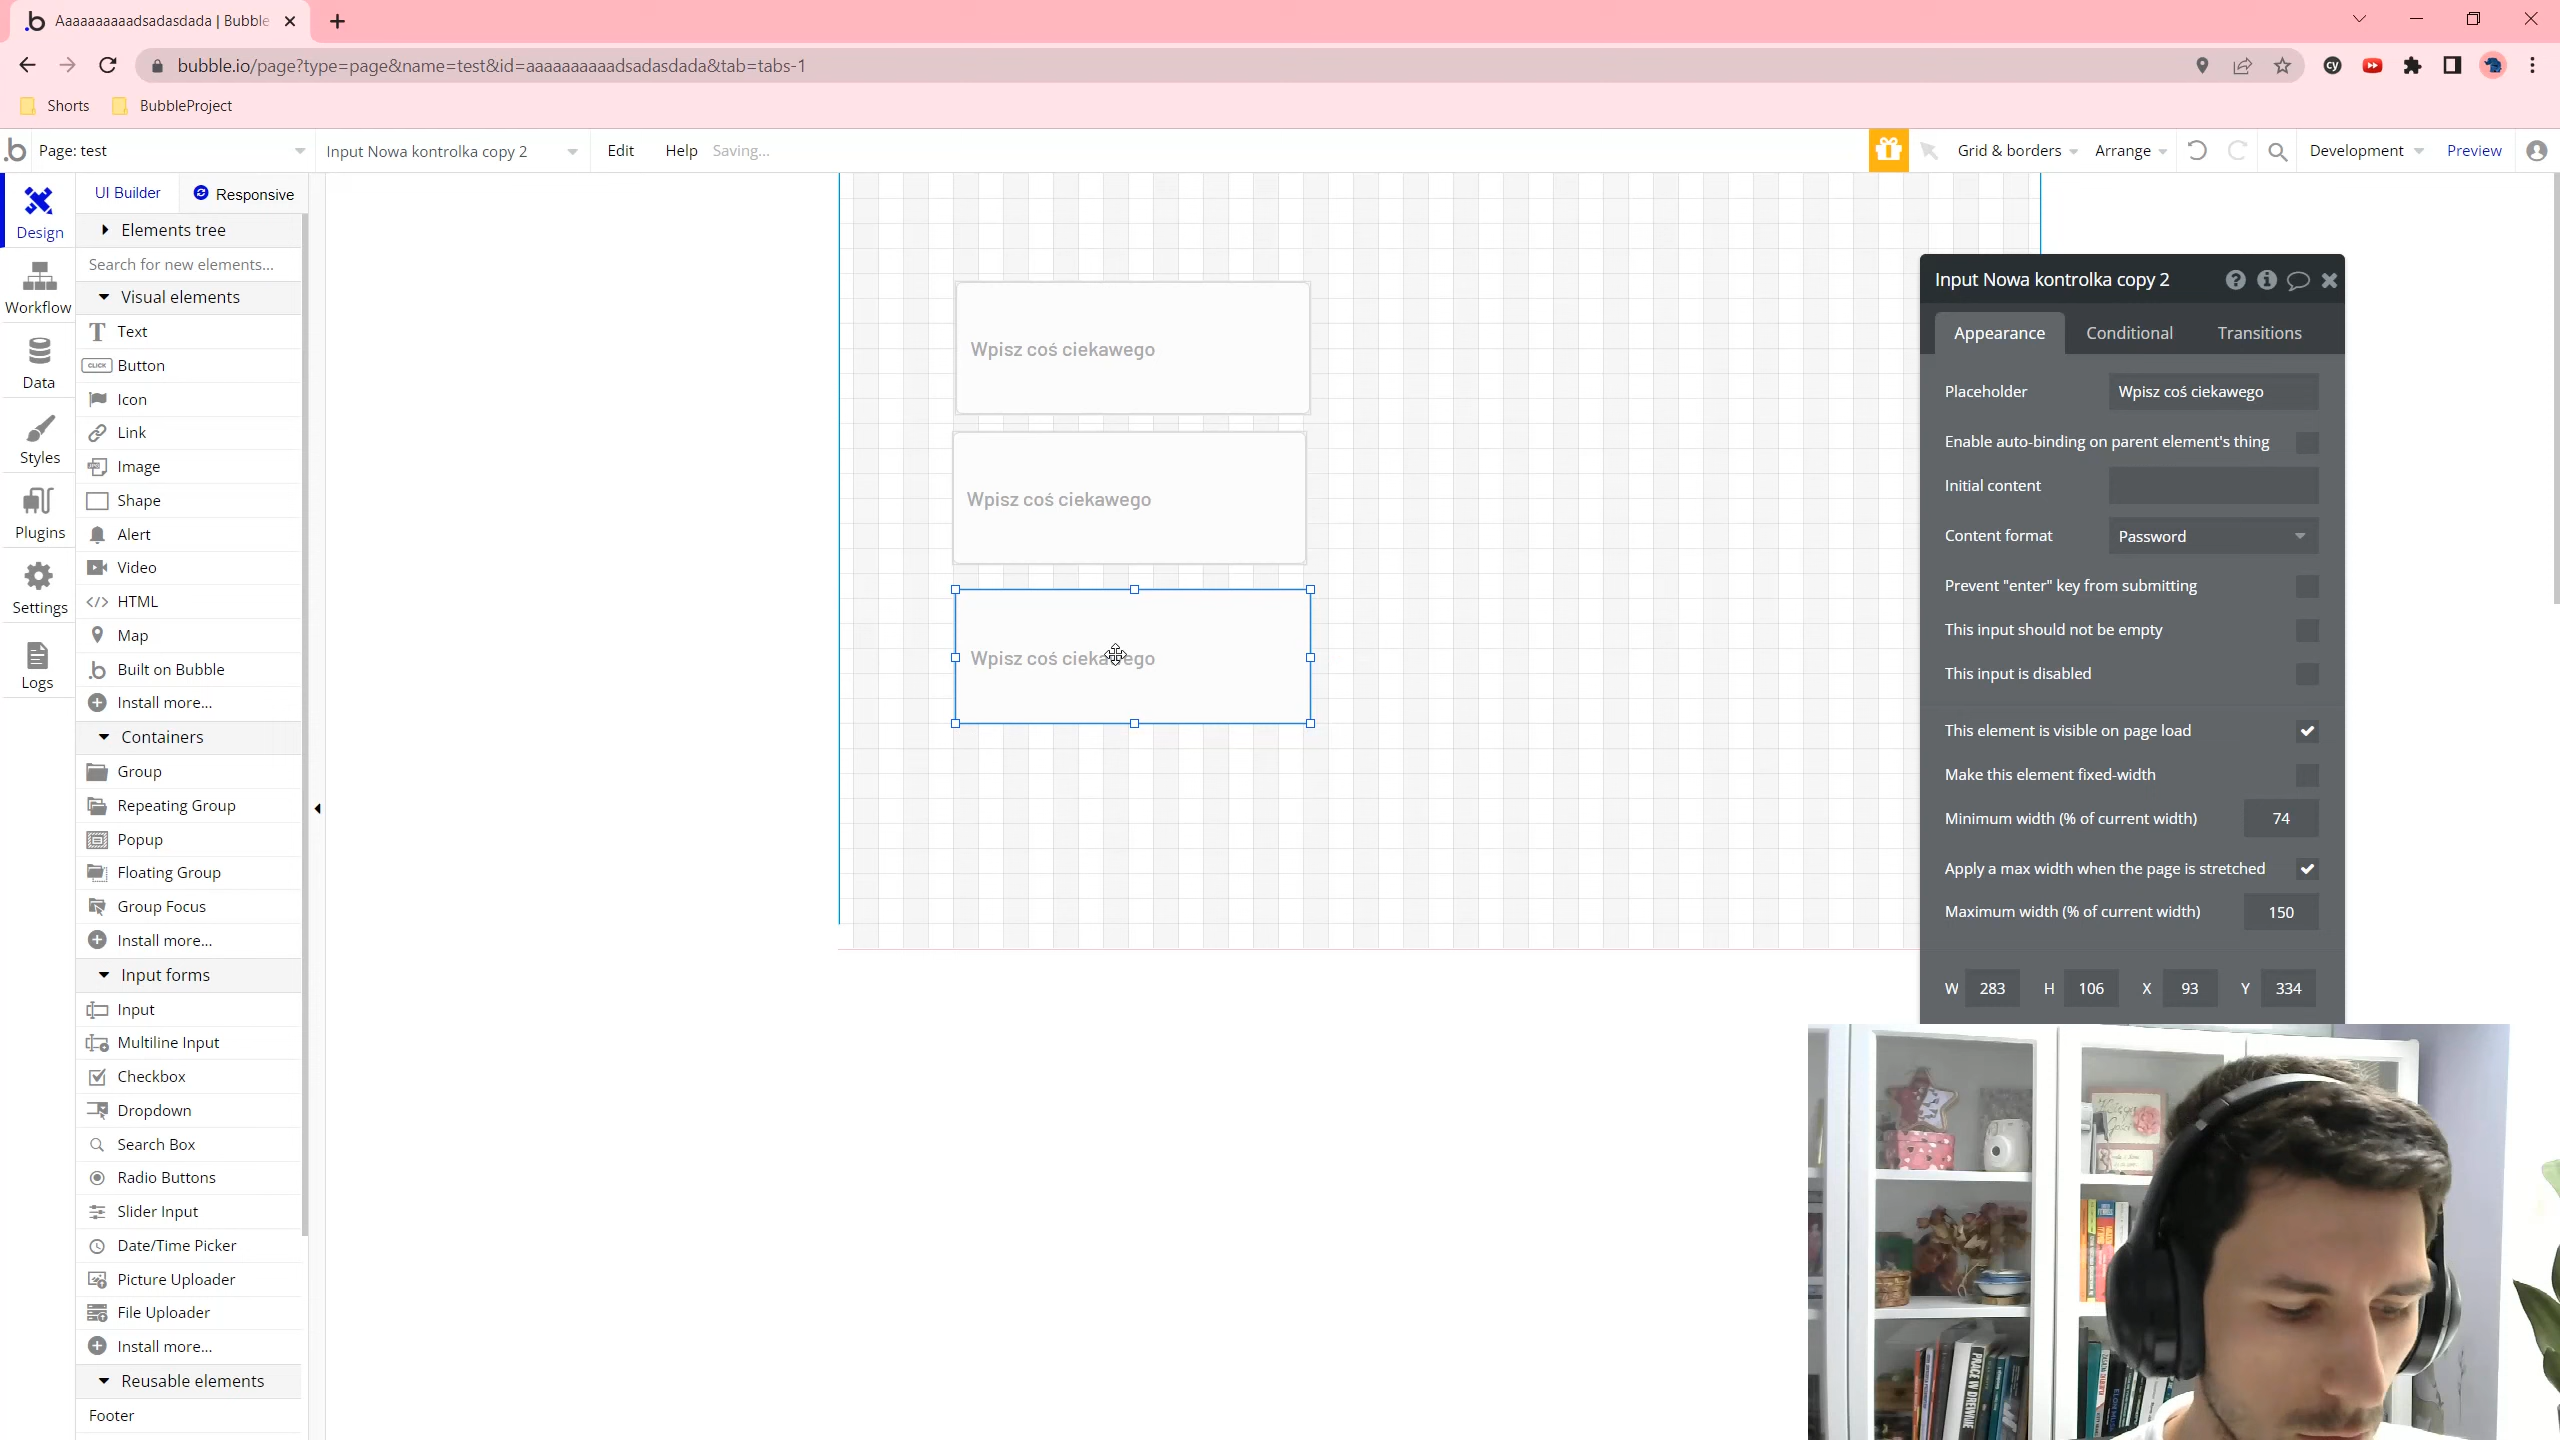 Aaaaaaaaaadsadasdada | Bubble
bubble.io/page?type=page&name=test&id=aaaaaaaaaadsadasdada&tab=tabs-1
Shorts
BubbleProject
Page: test
Input Nowa kontrolka copy 2
Edit
Help
Saving...
Grid & borders
Arrange
Development
Preview
Design
Workflow
Data
Styles
Plugins
Settings
Logs
UI Builder
Responsive
Elements tree
Search for new elements...
Visual elements
Text
CLICK
Button
Icon
Link
Image
Shape
Alert
Video
HTML
Map
Built on Bubble
Install more...
Containers
Group
Repeating Group
Popup
Floating Group
Group Focus
Install more...
Input forms
Input
Multiline Input
Checkbox
Dropdown
Search Box
Radio Buttons
Slider Input
Date/Time Picker
Picture Uploader
File Uploader
Install more...
Reusable elements
Footer
Wpisz coś ciekawego
Wpisz coś ciekawego
Wpisz coś ciekawego
Input Nowa kontrolka copy 2
Appearance
Conditional
Transitions
Placeholder
Wpisz coś ciekawego
Enable auto-binding on parent element's thing
Initial content
Content format
Password
Prevent "enter" key from submitting
This input should not be empty
This input is disabled
This element is visible on page load
Make this element fixed-width
Minimum width (% of current width)
74
Apply a max width when the page is stretched
Maximum width (% of current width)
150
W 283 H 106 X 93 Y 334
PRACE W DREWNIE